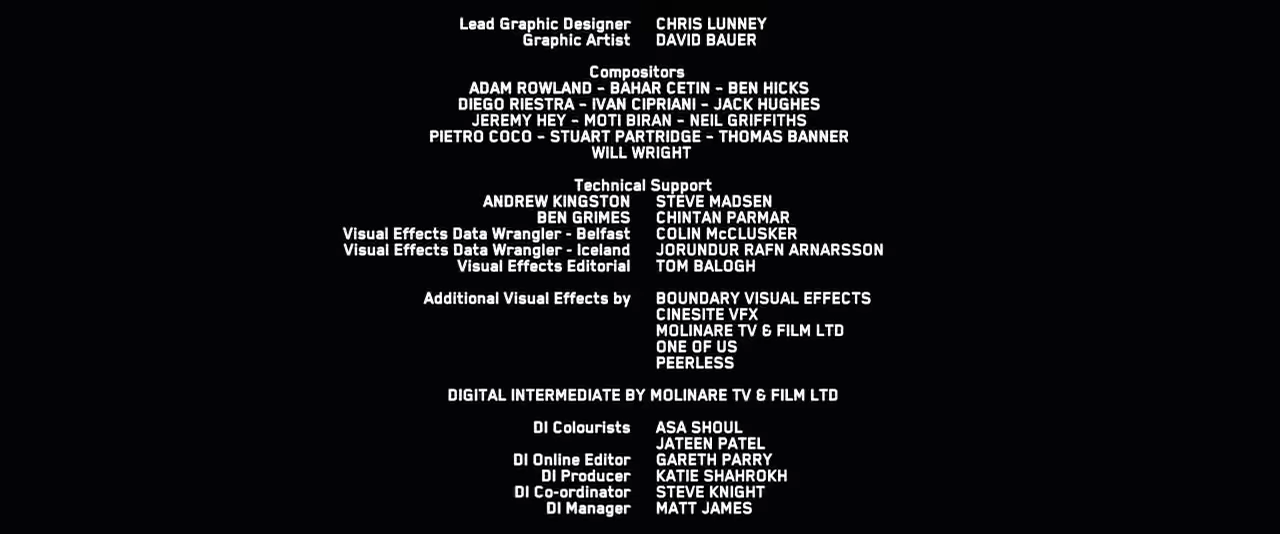 Lead Graphic Designer CHRIS LUNNEY
Graphic Artist DAVID BAUER
Compositors
ADAM ROWLAND - BAHAR CETIN - BEN HICKS
DIEGO RIESTRA - IVAN CIPRIANI - JACK HUGHES
JEREMY HEY - MOTI BIRAN - NEIL GRIFFITHS
PIETRO COCO - STUART PARTRIDGE - THOMAS BANNER
WILL WRIGHT
Technical Support
ANDREW KINGSTON STEVE MADSEN
BEN GRIMES CHINTAN PARMAR
Visual Effects Data Wrangler - Belfast COLIN McCLUSKER
Visual Effects Data Wrangler - Iceland JORUNDUR RAFN ARNARSSON
Visual Effects Editorial TOM BALOGH
Additional Visual Effects by BOUNDARY VISUAL EFFECTS
CINESITE VFX
MOLINARE TV & FILM LTD
ONE OF US
PEERLESS
DIGITAL INTERMEDIATE BY MOLINARE TV & FILM LTD
DI Colourists ASA SHOUL
JATEEN PATEL
DI Online Editor GARETH PARRY
DI Producer KATIE SHAHROKH
DI Co-ordinator STEVE KNIGHT
DI Manager MATT JAMES